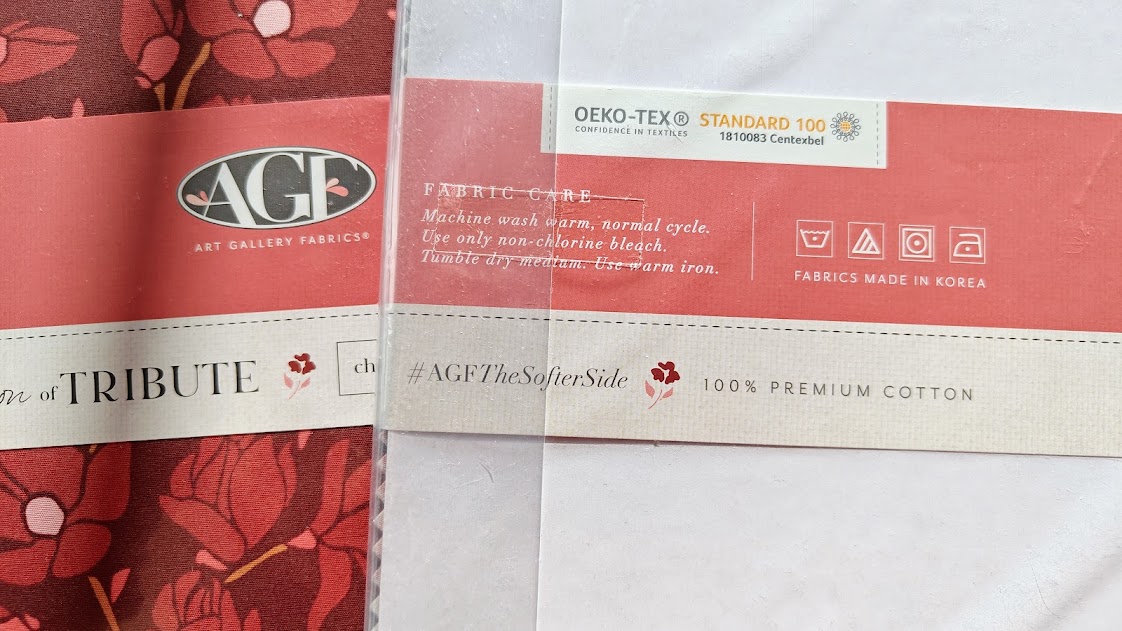 AGF
ART GALLERY FABRICS®
on of TRIBUTE
ch
OEKO-TEX®
CONFIDENCE IN TEXTILES
STANDARD 100
1810083 Centexbel
FABRIC CARE
Machine wash warm, normal cycle.
Use only non-chlorine bleach.
Tumble dry medium. Use warm iron.
FABRICS MADE IN KOREA
#AGFTheSofterSide
100% PREMIUM COTTON